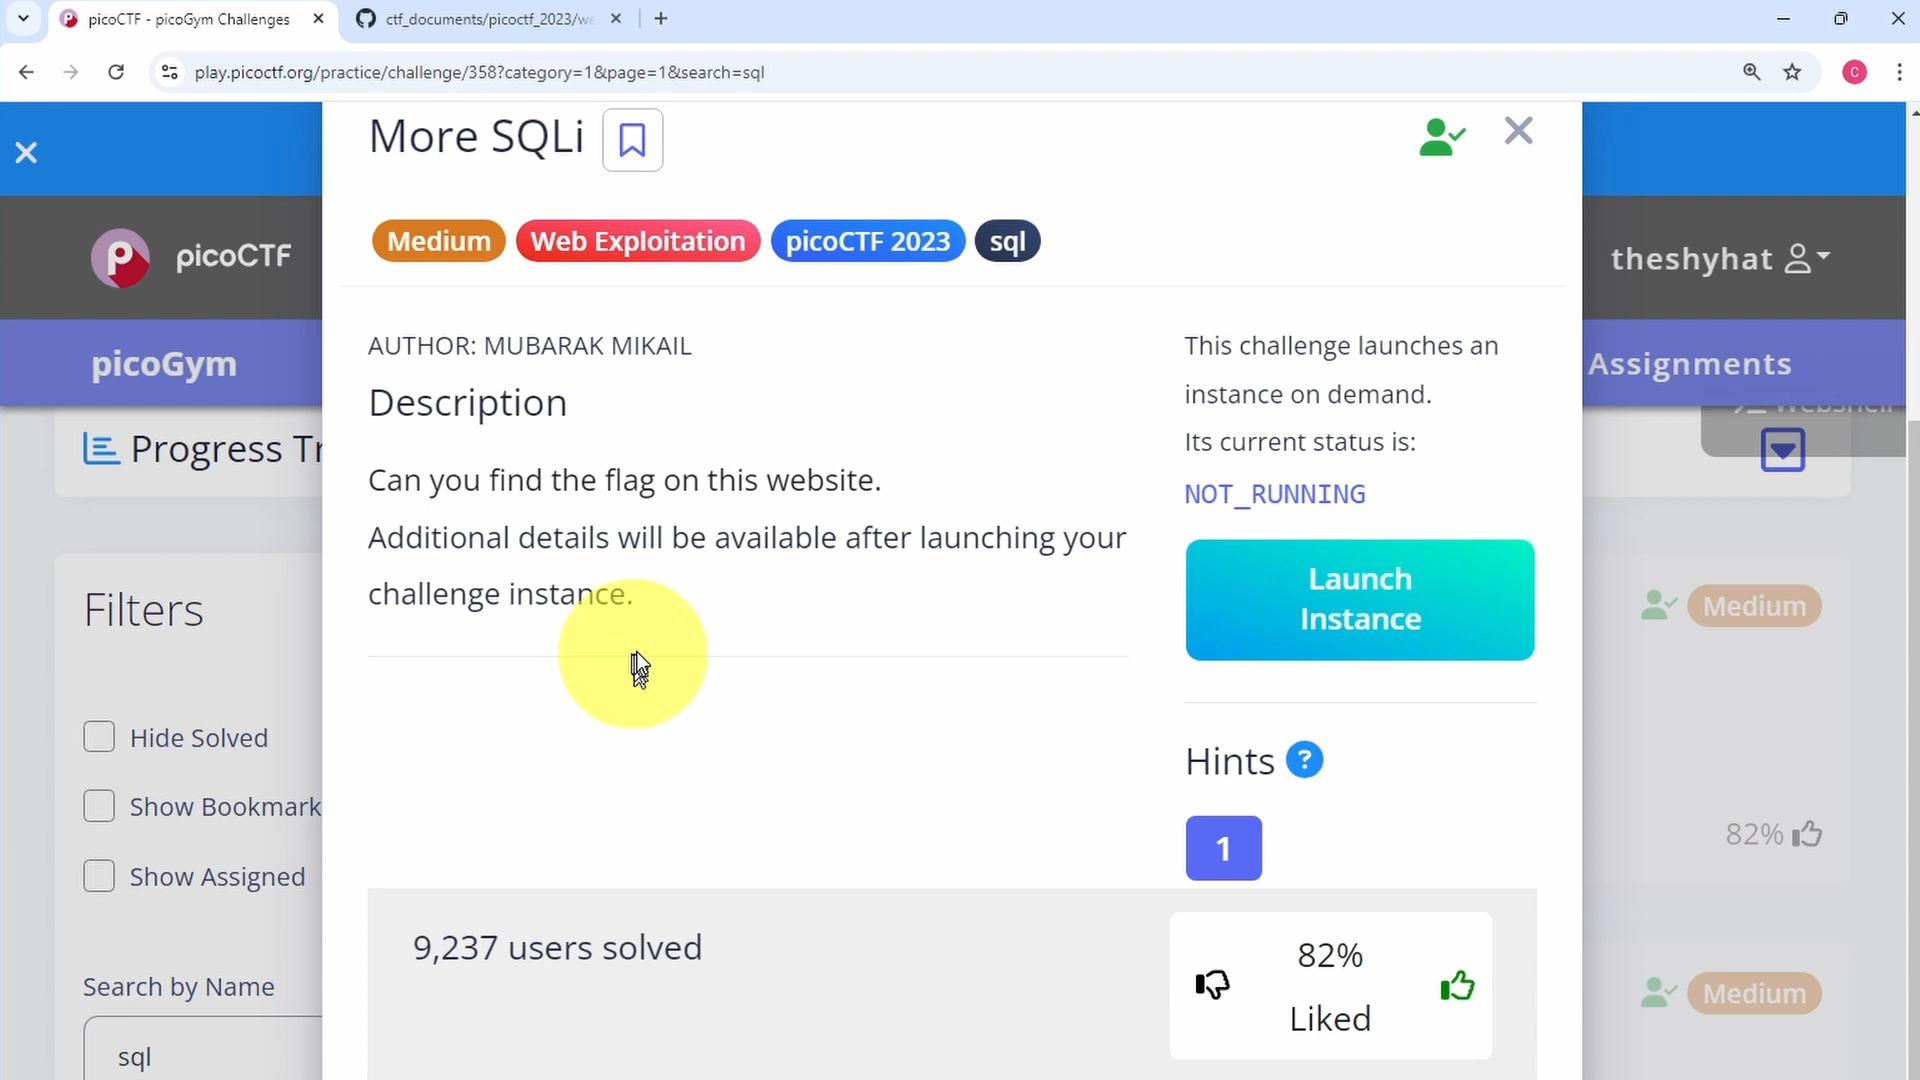 picoCTF - picoGym Challenges
ctf_documents/picoctf_2023/we
play.picoctf.org/practice/challenge/358?category=1&page=1&search=sql
C
More SQLi
Medium
Web Exploitation
picoCTF 2023
sql
picoCTF
theshyhat
picoGym
Assignments
AUTHOR: MUBARAK MIKAIL
Description
Can you find the flag on this website.
Additional details will be available after launching your
challenge instance.
This challenge launches an
instance on demand.
Its current status is:
NOT_RUNNING
Launch
Instance
Hints ?
1
9,237 users solved
82%
Liked
Webshell
Progress Tr
Filters
Hide Solved
Show Bookmark
Show Assigned
Search by Name
sql
Medium
82%
Medium